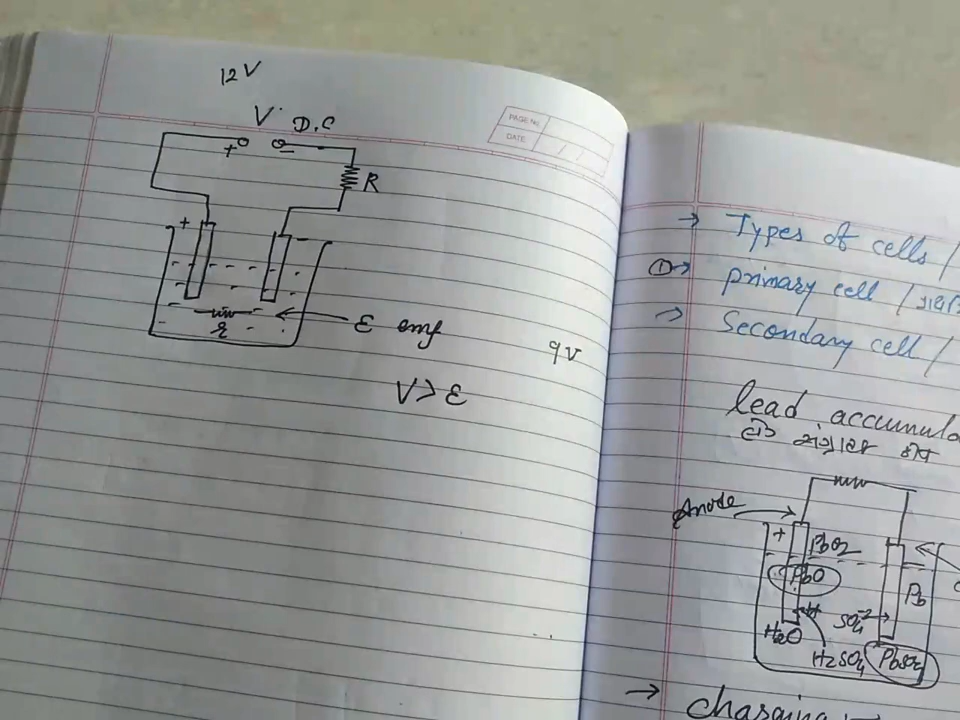 12V
V D.C
PAGE No.
DATE
+ −
R
+ −
r
ε emf
9V
V > ε
→ Types of cells /
①→ primary cell /
→ Secondary cell /
lead accumula
Anode →
+ PbO2
PbO
Pb
SO4-2
H2O
H2SO4
PbSO4
→ charging